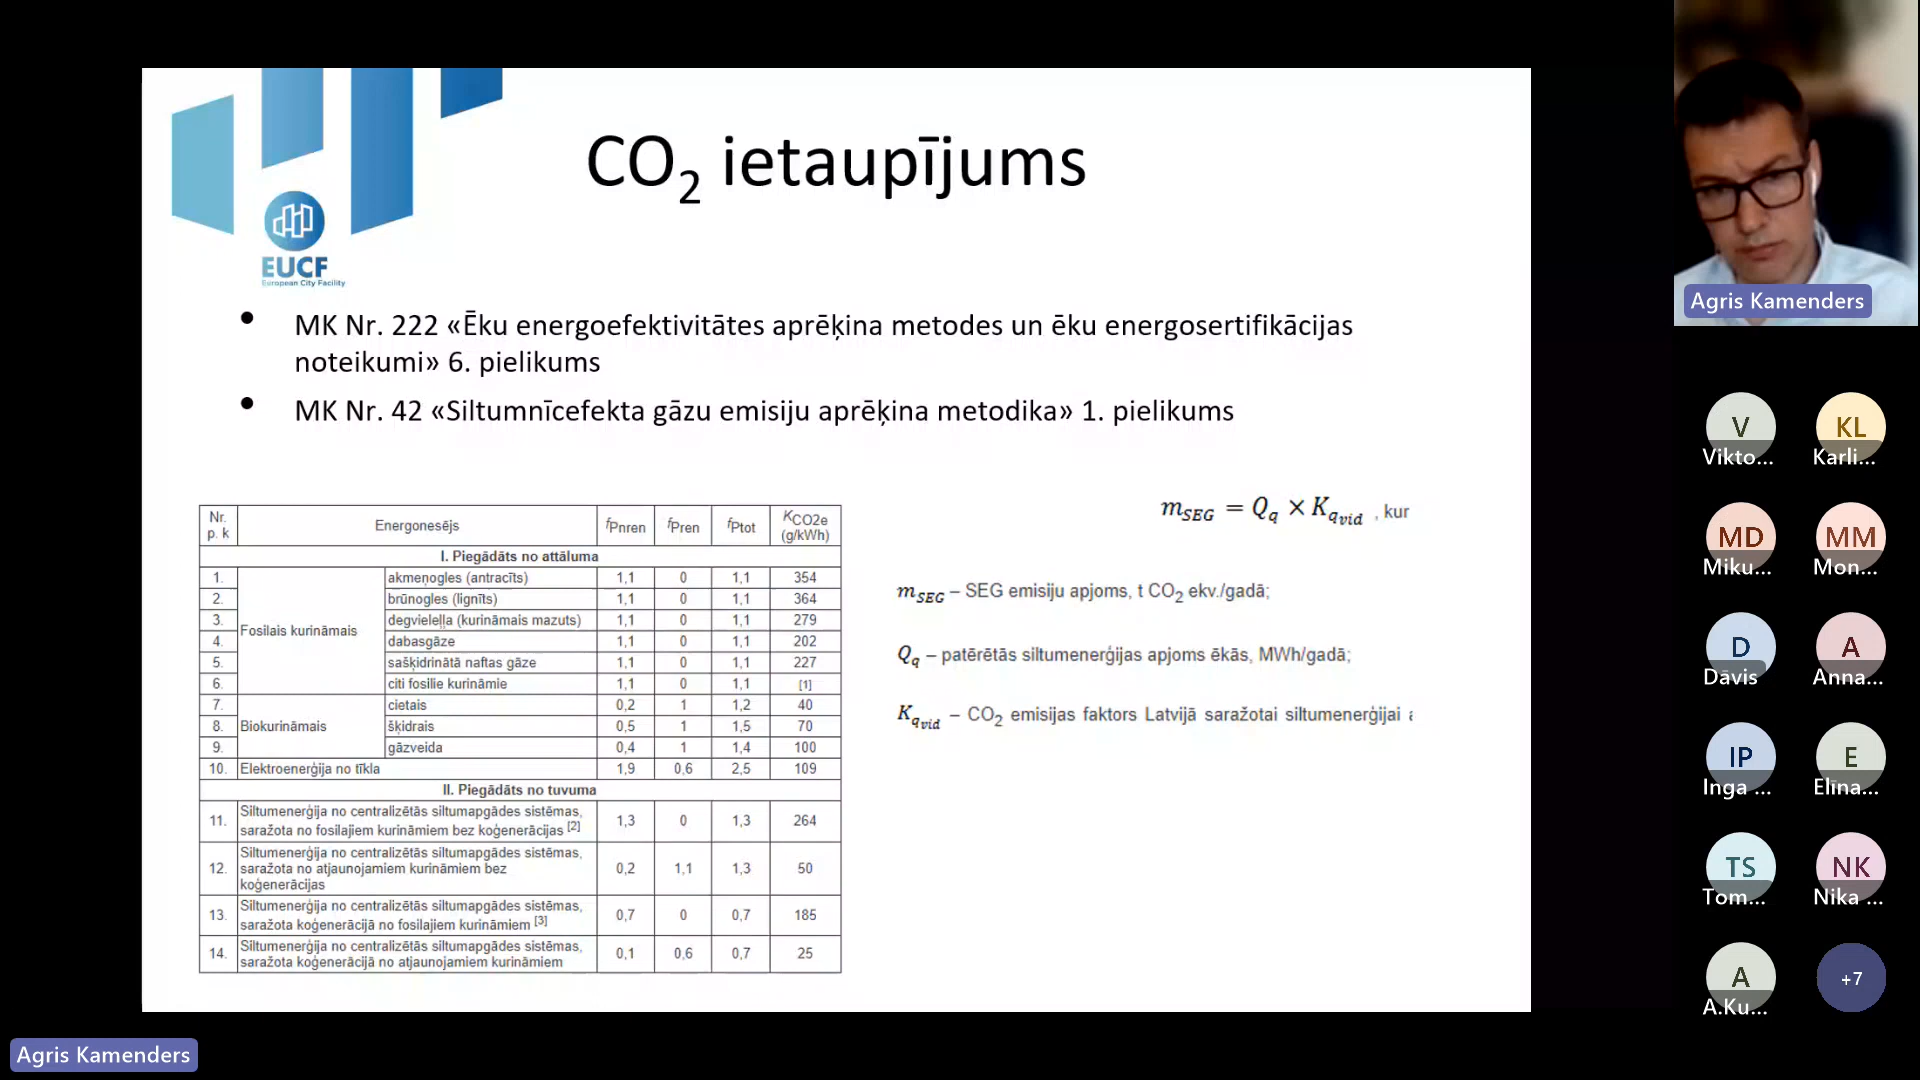 CO2 ietaupījums
EUCF
European City Facility
• MK Nr. 222 «Ēku energoefektivitātes aprēķina metodes un ēku energosertifikācijas
noteikumi» 6. pielikums
• MK Nr. 42 «Siltumnīcefekta gāzu emisiju aprēķina metodika» 1. pielikums
Nr. p. k Energonesējs fPnren fPren fPtot KCO2e (g/kWh)
I. Piegādāts no attāluma
Fosilais kurināmais
1. akmeņogles (antracīts) 1,1 0 1,1 354
2. brūnogles (lignīts) 1,1 0 1,1 364
3. degvieleļļa (kurināmais mazuts) 1,1 0 1,1 279
4. dabasgāze 1,1 0 1,1 202
5. sašķidrinātā naftas gāze 1,1 0 1,1 227
6. citi fosilie kurināmie 1,1 0 1,1 [1]
Biokurināmais
7. cietais 0,2 1 1,2 40
8. šķidrais 0,5 1 1,5 70
9. gāzveida 0,4 1 1,4 100
10. Elektroenerģija no tīkla 1,9 0,6 2,5 109
II. Piegādāts no tuvuma
11. Siltumenerģija no centralizētās siltumapgādes sistēmas,
saražota no fosilajiem kurināmiem bez koģenerācijas [2] 1,3 0 1,3 264
12. Siltumenerģija no centralizētās siltumapgādes sistēmas,
saražota no atjaunojamiem kurināmiem bez
koģenerācijas 0,2 1,1 1,3 50
13. Siltumenerģija no centralizētās siltumapgādes sistēmas,
saražota koģenerācijā no fosilajiem kurināmiem [3] 0,7 0 0,7 185
14. Siltumenerģija no centralizētās siltumapgādes sistēmas,
saražota koģenerācijā no atjaunojamiem kurināmiem 0,1 0,6 0,7 25
mSEG = Qq × Kqvid , kur
mSEG – SEG emisiju apjoms, t CO2 ekv./gadā;
Qq – patērētās siltumenerģijas apjoms ēkās, MWh/gadā;
Kqvid – CO2 emisijas faktors Latvijā saražotai siltumenerģijai
Agris Kamenders
V KL
Vikto... Karli...
MD MM
Miku... Mon...
D A
Dāvis Anna...
IP E
Inga ... Elīna...
TS NK
Tom... Nika ...
A +7
A.Ku...
Agris Kamenders